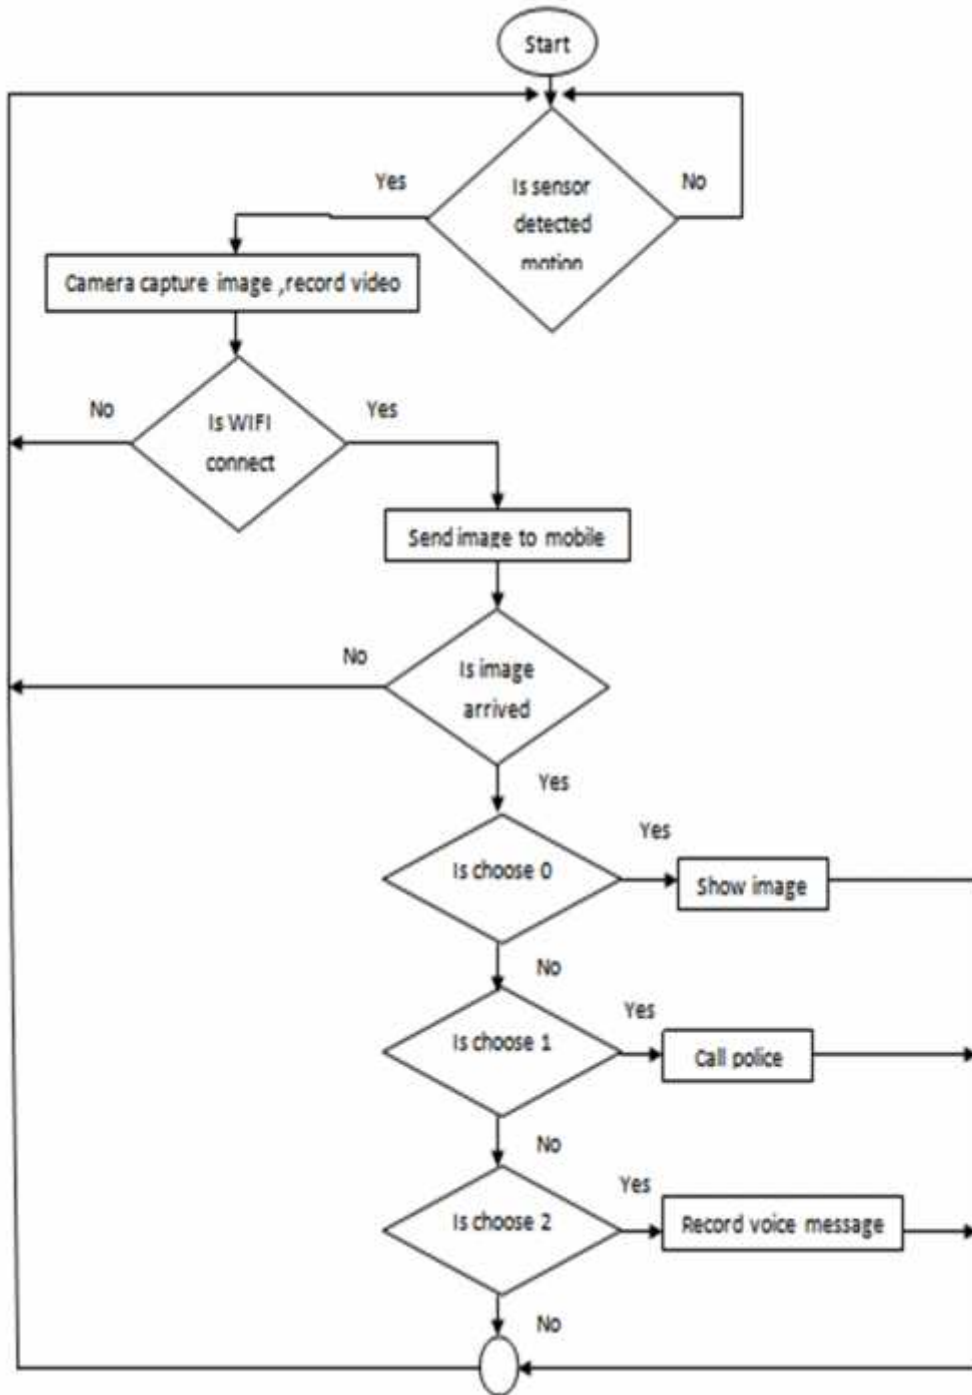 Start
Yes
No
Is sensor
detected
motion
Camera capture image ,record video
No
Yes
Is WIFI
connect
Send image to mobile
No
Is image
arrived
Yes
Is choose 0
Yes
Show image
No
Is choose 1
Yes
Call police
No
Is choose 2
Yes
Record voice message
No